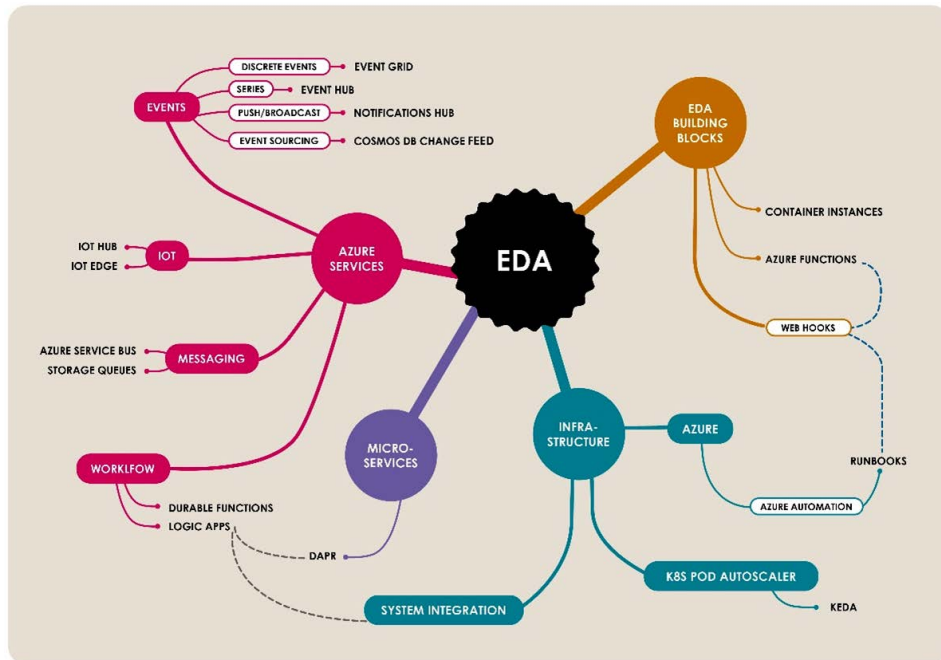 DISCRETE EVENTS
EVENT GRID
SERIES
EVENT HUB
EVENTS
PUSH/BROADCAST
NOTIFICATIONS HUB
EVENT SOURCING
COSMOS DB CHANGE FEED
EDA
BUILDING
BLOCKS
CONTAINER INSTANCES
IOT HUB
IOT
IOT EDGE
AZURE
SERVICES
EDA
AZURE FUNCTIONS
WEB HOOKS
AZURE SERVICE BUS
STORAGE QUEUES
MESSAGING
MICRO-
SERVICES
INFRA-
STRUCTURE
AZURE
RUNBOOKS
WORKLFOW
DURABLE FUNCTIONS
LOGIC APPS
AZURE AUTOMATION
DAPR
K8S POD AUTOSCALER
SYSTEM INTEGRATION
KEDA